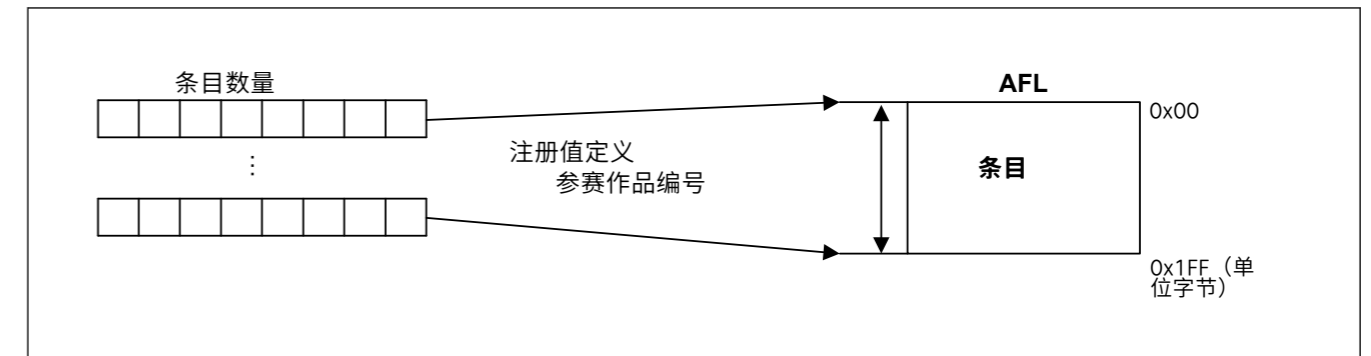 条目数量
AFL
0x00
注册值定义
参赛作品编号
条目
⋮
0x1FF（单
位字节）